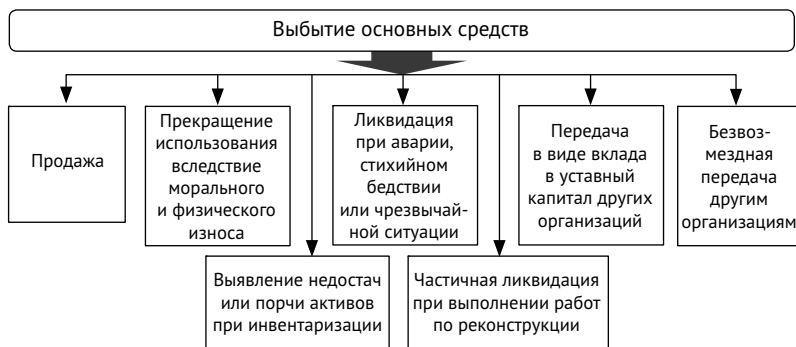 Выбытие основных средств
Продажа
Прекращение
использования
вследствие
морального
и физического
износа
Ликвидация
при аварии,
стихийном
бедствии
или чрезвычай-
ной ситуации
Передача
в виде вклада
в уставный
капитал других
организаций
Безвоз-
мездная
передача
другим
организациям
Выявление недостач
или порчи активов
при инвентаризации
Частичная ликвидация
при выполнении работ
по реконструкции